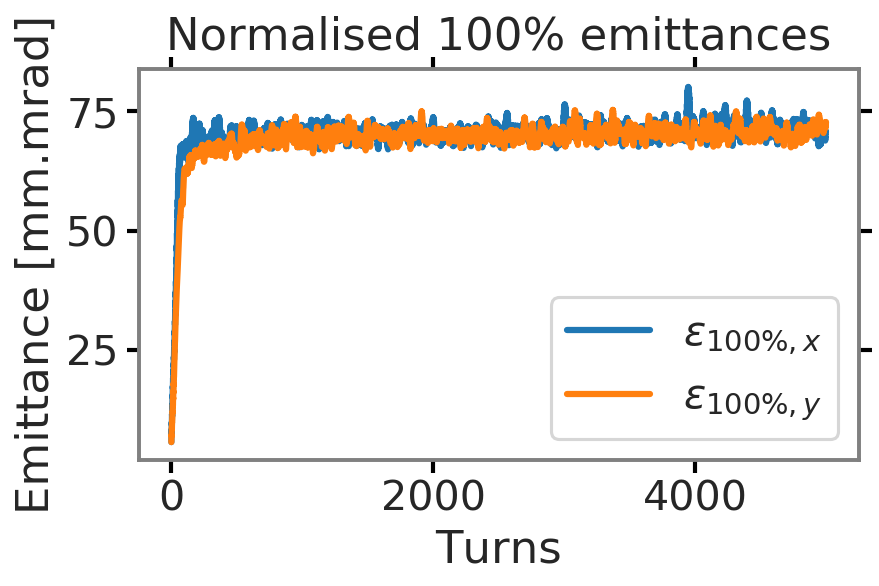 Normalised 100% emittances
Emittance [mm.mrad]
75
50
25
ε100%, x
ε100%, y
0 2000 4000
Turns